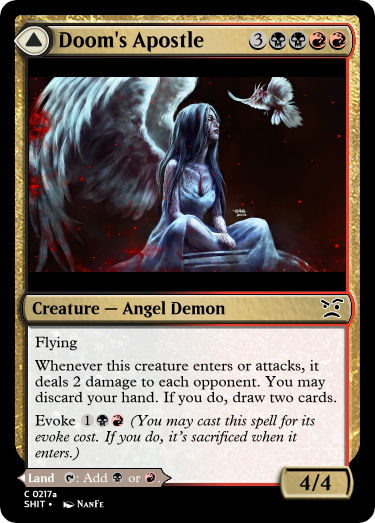 Doom's Apostle 3
Creature — Angel Demon
Flying
Whenever this creature enters or attacks, it
deals 2 damage to each opponent. You may
discard your hand. If you do, draw two cards.
Evoke 1 (You may cast this spell for its
evoke cost. If you do, it's sacrificed when it
enters.)
Land : Add or .
4/4
C 0217a
SHIT • NanFe